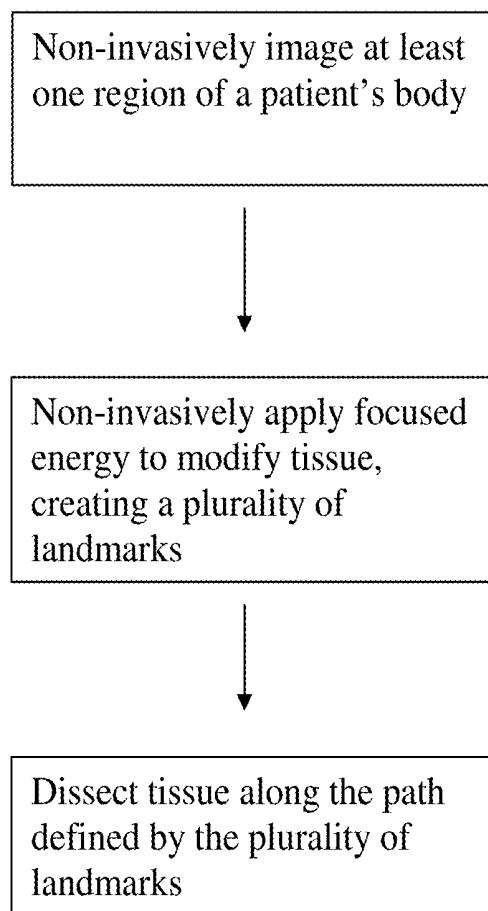 Non-invasively image at least
one region of a patient's body
Non-invasively apply focused
energy to modify tissue,
creating a plurality of
landmarks
Dissect tissue along the path
defined by the plurality of
landmarks